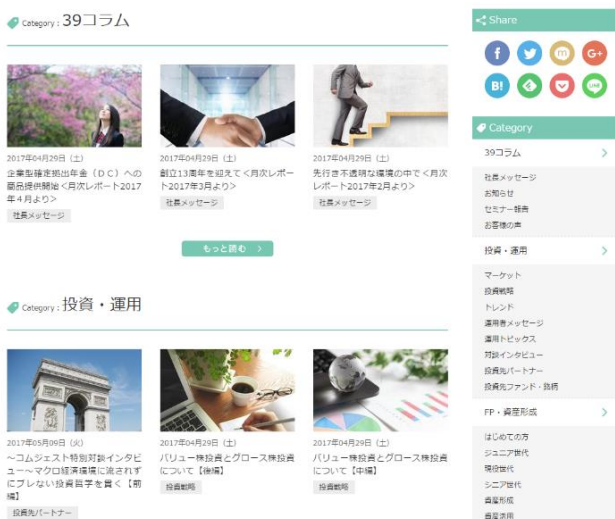 Category : 39コラム
2017年04月29日（土）
企業型確定拠出年金（DC）への
商品提供開始＜月次レポート2017
年4月より＞
社長メッセージ
2017年04月29日（土）
創立13周年を迎えて＜月次レポー
ト2017年3月より＞
社長メッセージ
2017年04月29日（土）
先行き不透明な環境の中で＜月次
レポート2017年2月より＞
社長メッセージ
もっと読む
Category : 投資・運用
2017年05月09日（火）
～コムジェスト特別対談インタビ
ュー～マクロ経済環境に流されず
にブレない投資哲学を貫く【前
編】
投資先パートナー
2017年04月29日（土）
バリュー株投資とグロース株投資
について【後編】
投資戦略
2017年04月29日（土）
バリュー株投資とグロース株投資
について【中編】
投資戦略
Share
f
m
G+
B!
LINE
Category
39コラム
社長メッセージ
お知らせ
セミナー報告
お客様の声
投資・運用
マーケット
投資戦略
トレンド
運用者メッセージ
運用トピックス
対談インタビュー
投資先パートナー
投資先ファンド・銘柄
FP・資産形成
はじめての方
ジュニア世代
現役世代
シニア世代
資産形成
資産活用